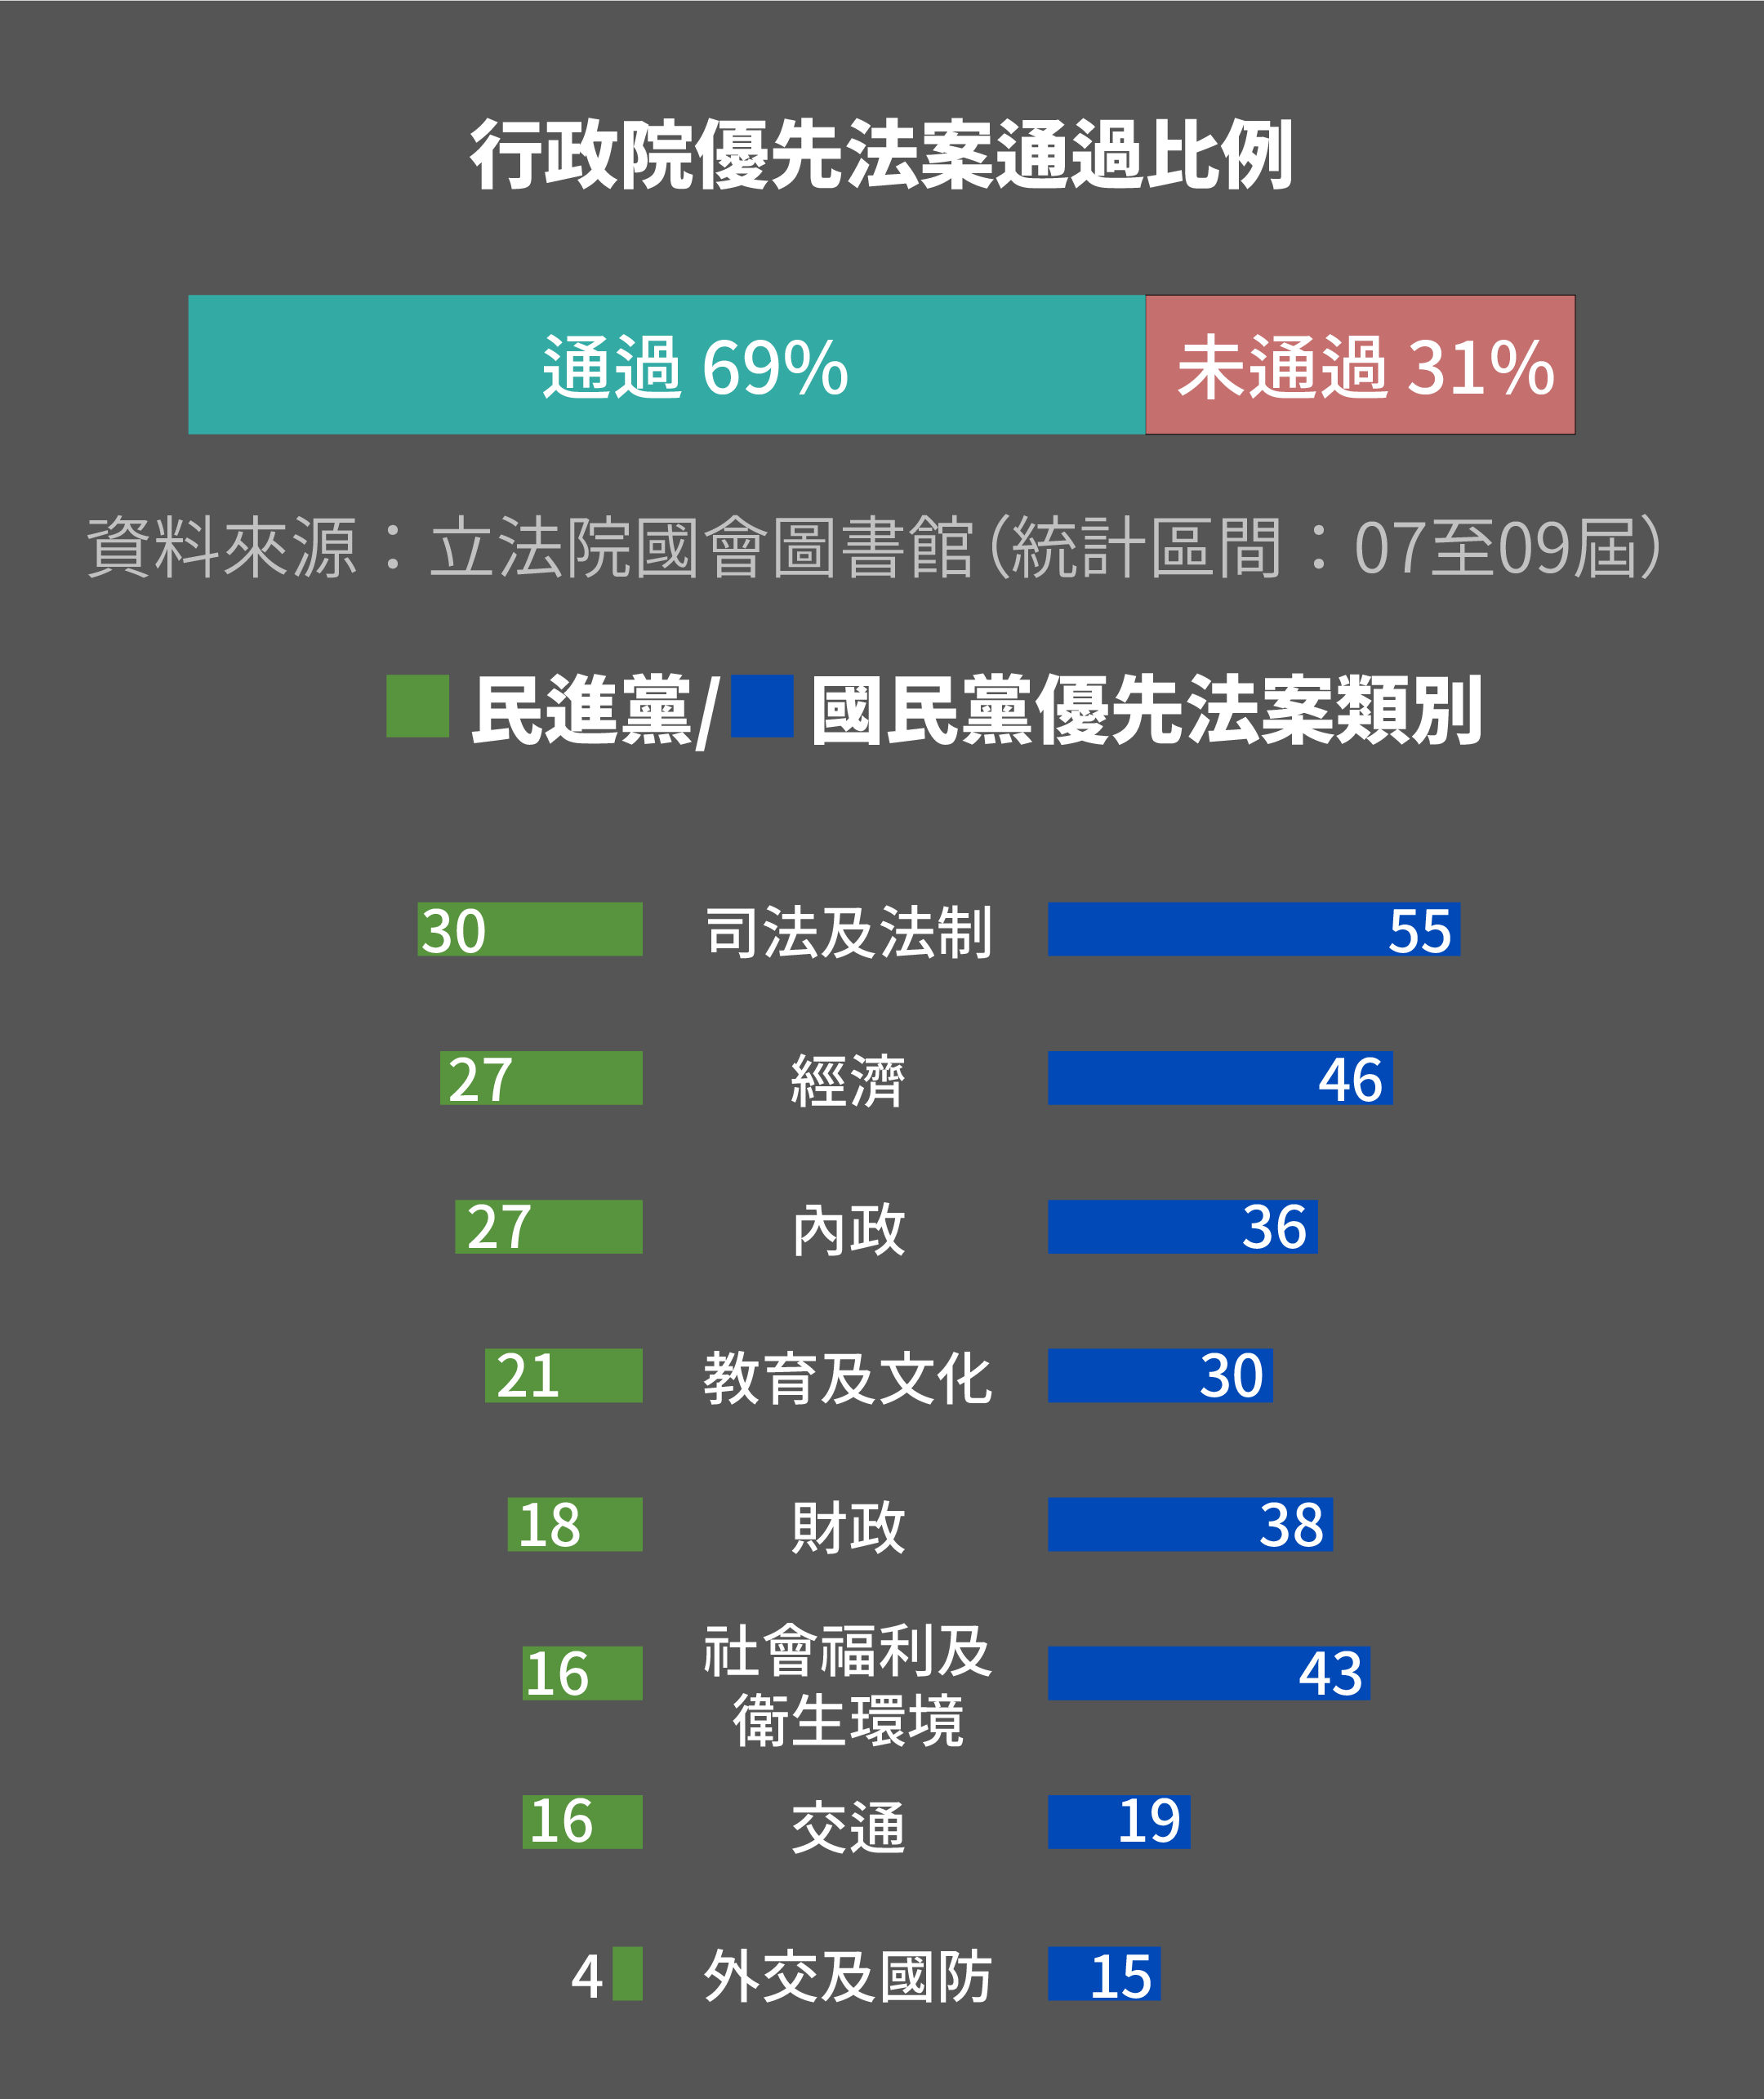 行政院優先法案通過比例
通過 69% 未通過 31%
資料來源：立法院國會圖書館（統計區間：07至09屆）
民進黨/ 國民黨優先法案類別
30 司法及法制 55
27 經濟 46
27 內政 36
21 教育及文化 30
18 財政 38
16 社會福利及
衛生環境 43
16 交通 19
4 外交及國防 15